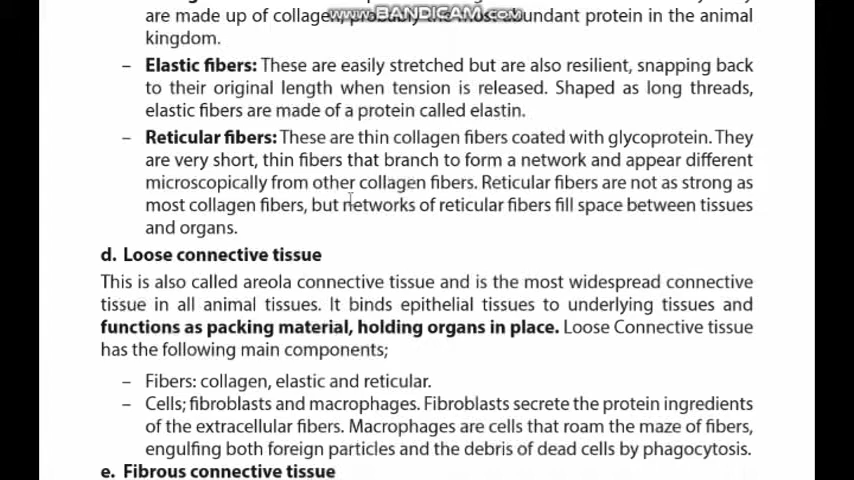 are made up of collagen, probably the most abundant protein in the animal
www.BANDICAM.com
kingdom.
– Elastic fibers: These are easily stretched but are also resilient, snapping back
to their original length when tension is released. Shaped as long threads,
elastic fibers are made of a protein called elastin.
– Reticular fibers: These are thin collagen fibers coated with glycoprotein. They
are very short, thin fibers that branch to form a network and appear different
microscopically from other collagen fibers. Reticular fibers are not as strong as
most collagen fibers, but networks of reticular fibers fill space between tissues
and organs.
d. Loose connective tissue
This is also called areola connective tissue and is the most widespread connective
tissue in all animal tissues. It binds epithelial tissues to underlying tissues and
functions as packing material, holding organs in place. Loose Connective tissue
has the following main components;
– Fibers: collagen, elastic and reticular.
– Cells; fibroblasts and macrophages. Fibroblasts secrete the protein ingredients
of the extracellular fibers. Macrophages are cells that roam the maze of fibers,
engulfing both foreign particles and the debris of dead cells by phagocytosis.
e. Fibrous connective tissue